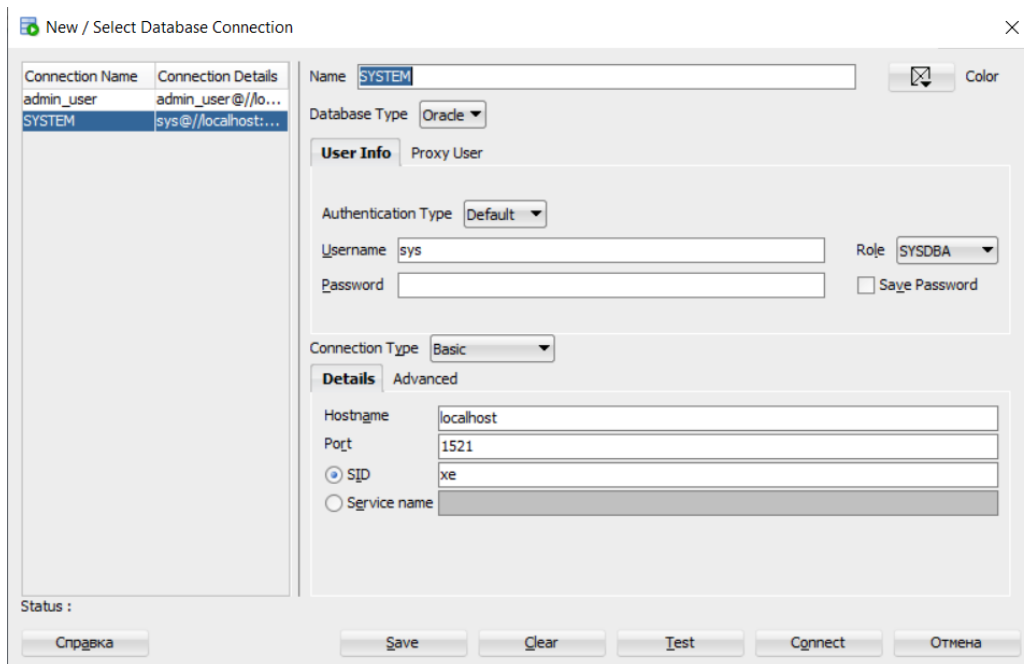 New / Select Database Connection
Connection Name Connection Details
admin_user admin_user@//lo...
SYSTEM sys@//localhost:...
Name SYSTEM Color
Database Type Oracle
User Info Proxy User
Authentication Type Default
Username sys Role SYSDBA
Password Save Password
Connection Type Basic
Details Advanced
Hostname localhost
Port 1521
SID xe
Service name
Status :
Справка Save Clear Test Connect Отмена